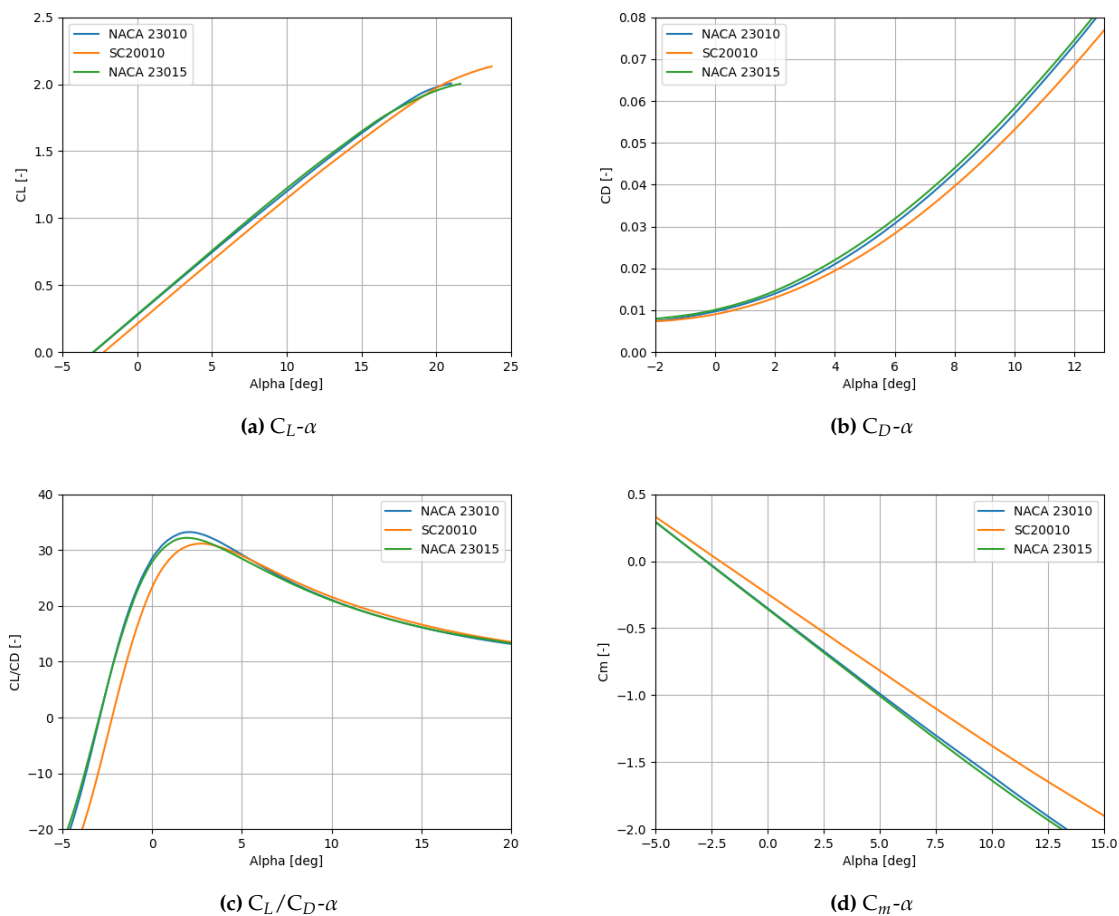 2.5
2.0
1.5
1.0
0.5
0.0
CL [-]
NACA 23010
SC20010
NACA 23015
−5 0 5 10 15 20 25
Alpha [deg]
(a) C_L-α
0.08
0.07
0.06
0.05
0.04
0.03
0.02
0.01
0.00
CD [-]
NACA 23010
SC20010
NACA 23015
−2 0 2 4 6 8 10 12
Alpha [deg]
(b) C_D-α
40
30
20
10
0
−10
−20
CL/CD [-]
NACA 23010
SC20010
NACA 23015
−5 0 5 10 15 20
Alpha [deg]
(c) C_L/C_D-α
0.5
0.0
−0.5
−1.0
−1.5
−2.0
Cm [-]
NACA 23010
SC20010
NACA 23015
−5.0 −2.5 0.0 2.5 5.0 7.5 10.0 12.5 15.0
Alpha [deg]
(d) C_m-α